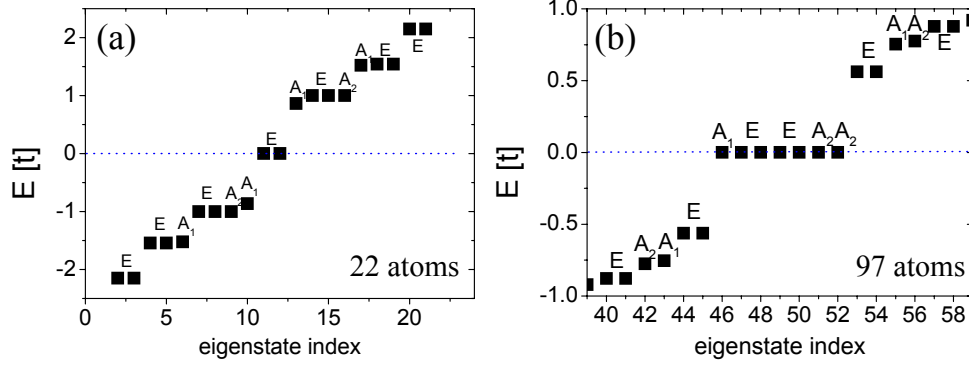 (a)
E [t]
2
1
0
-1
-2
E
E
A₁
E
A₂
A₁
E
A₁
E
A₂
A₁
E
E
22 atoms
0
5
10
15
20
eigenstate index
(b)
E [t]
1.0
0.5
0.0
-0.5
-1.0
E
A₂
A₁
E
A₁
E
E
A₂
A₂
E
A₁
A₂
E
97 atoms
40
42
44
46
48
50
52
54
56
58
eigenstate index